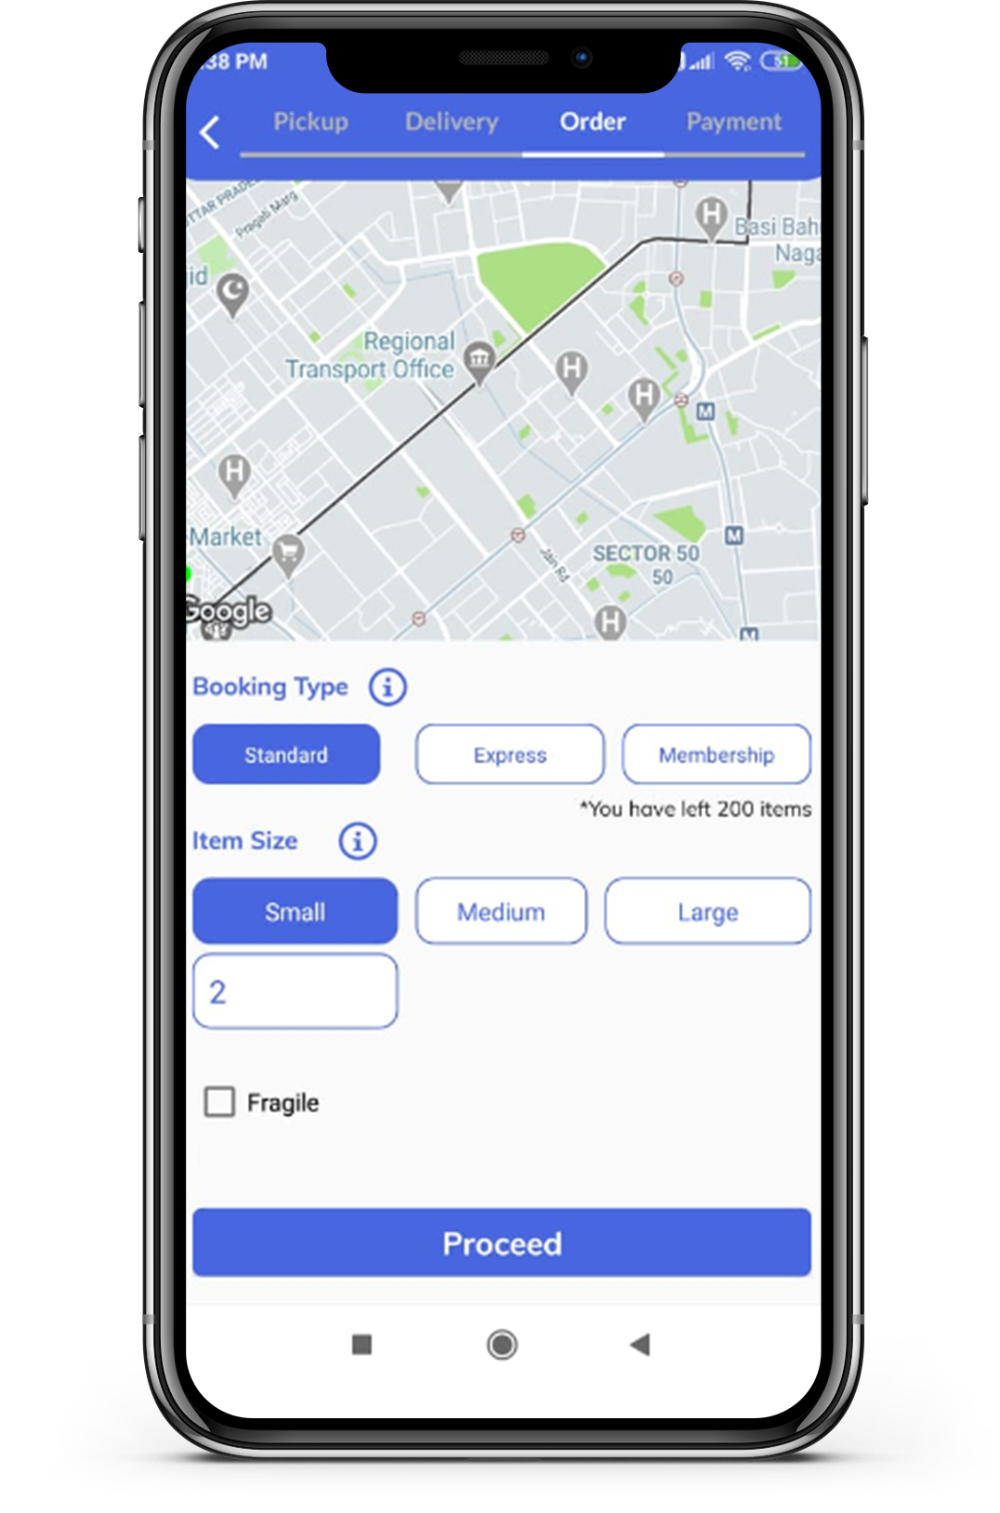 :38 PM
51
Pickup Delivery Order Payment
TTAR PRADE
Pragati Marg
H
Basi Bah
Naga
id
Regional
Transport Office
H
H
M
H
Market
M
SECTOR 50
50
Jain Rd
Google
H
M
Booking Type i
Standard Express Membership
*You have left 200 items
Item Size i
Small Medium Large
2
Fragile
Proceed